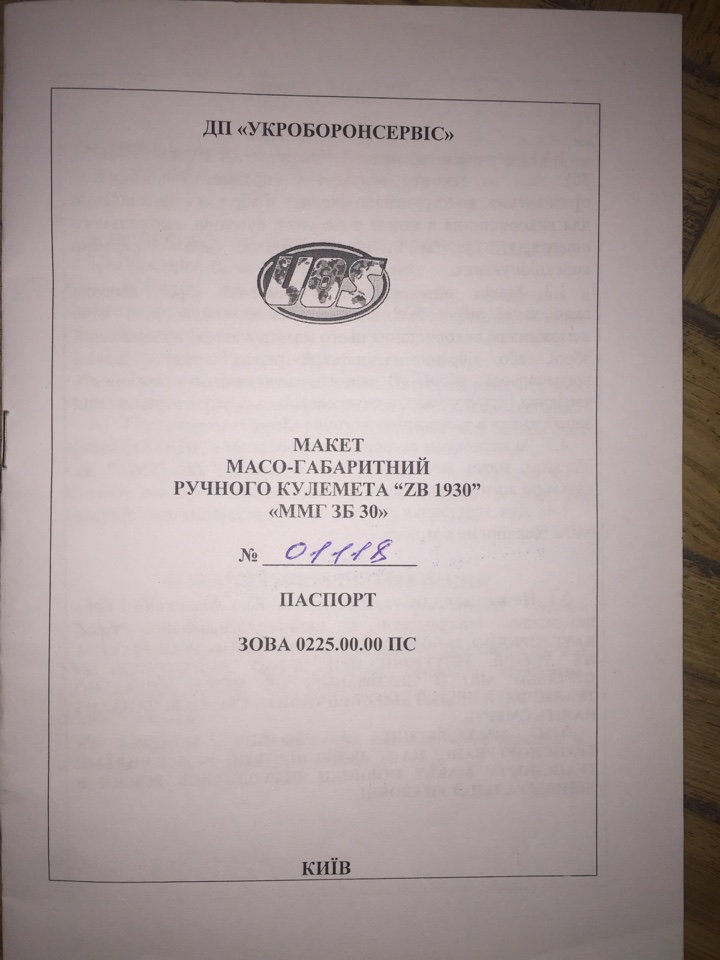 ДП «УКРОБОРОНСЕРВІС»
UOS
МАКЕТ
МАСО-ГАБАРИТНИЙ
РУЧНОГО КУЛЕМЕТА “ZB 1930”
«ММГ ЗБ 30»
№ 01118
ПАСПОРТ
ЗОВА 0225.00.00 ПС
КИЇВ